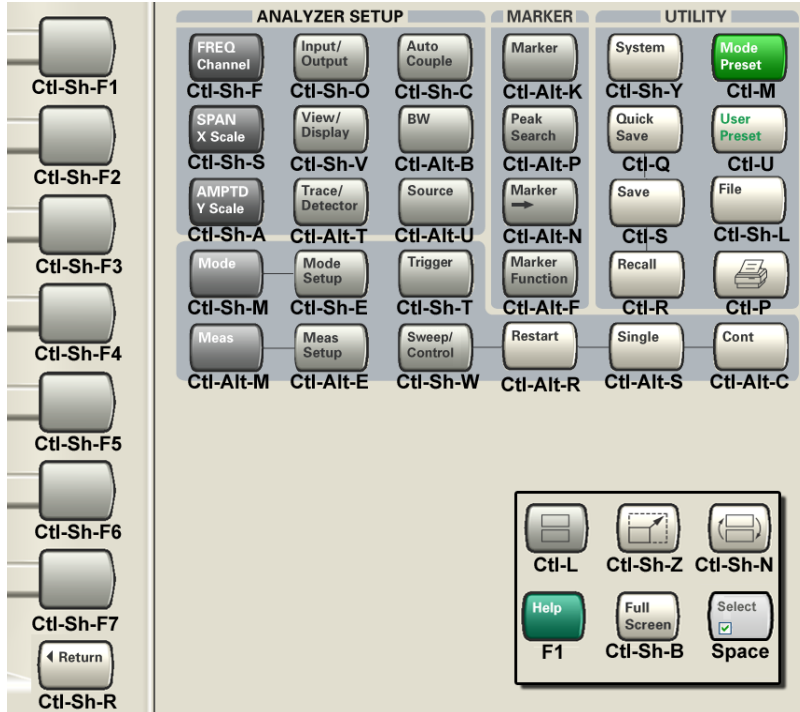 ANALYZER SETUP MARKER UTILITY
FREQ Channel
Ctl-Sh-F
Input/ Output
Ctl-Sh-O
Auto Couple
Ctl-Sh-C
Marker
Ctl-Alt-K
System
Ctl-Sh-Y
Mode Preset
Ctl-M
SPAN X Scale
Ctl-Sh-S
View/ Display
Ctl-Sh-V
BW
Ctl-Alt-B
Peak Search
Ctl-Alt-P
Quick Save
Ctl-Q
User Preset
Ctl-U
AMPTD Y Scale
Ctl-Sh-A
Trace/ Detector
Ctl-Alt-T
Source
Ctl-Alt-U
Marker
Ctl-Alt-N
Save
Ctl-S
File
Ctl-Sh-L
Mode
Ctl-Sh-M
Mode Setup
Ctl-Sh-E
Trigger
Ctl-Sh-T
Marker Function
Ctl-Alt-F
Recall
Ctl-R
Ctl-P
Meas
Ctl-Alt-M
Meas Setup
Ctl-Alt-E
Sweep/ Control
Ctl-Sh-W
Restart
Ctl-Alt-R
Single
Ctl-Alt-S
Cont
Ctl-Alt-C
Ctl-Sh-F1
Ctl-Sh-F2
Ctl-Sh-F3
Ctl-Sh-F4
Ctl-Sh-F5
Ctl-Sh-F6
Ctl-Sh-F7
Return
Ctl-Sh-R
Ctl-L
Ctl-Sh-Z
Ctl-Sh-N
Help
F1
Full Screen
Ctl-Sh-B
Select
Space